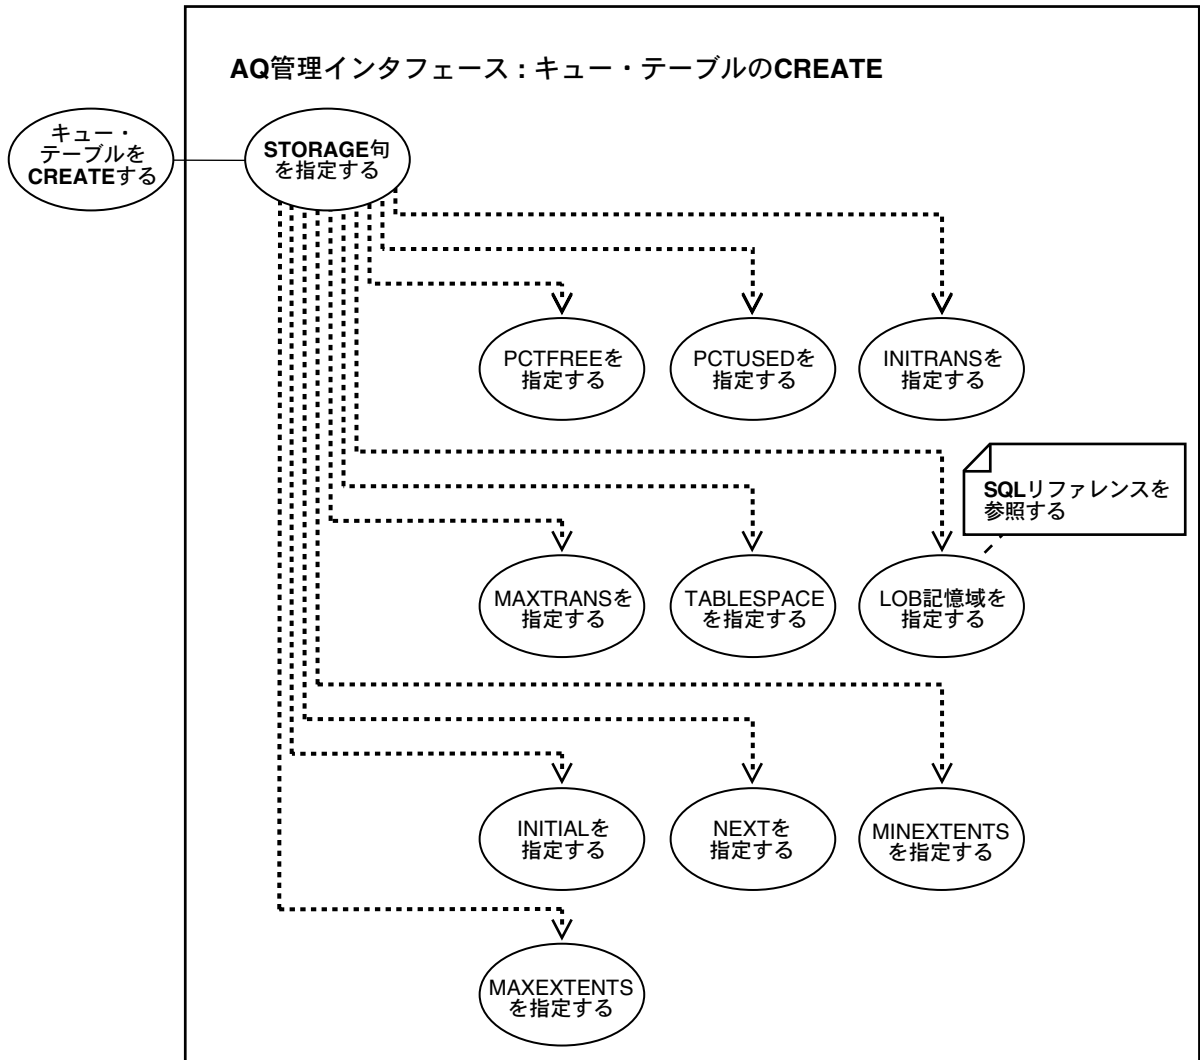 AQ管理インタフェース : キュー・テーブルのCREATE
キュー・
テーブルを
CREATEする
STORAGE句
を指定する
PCTFREEを
指定する
PCTUSEDを
指定する
INITRANSを
指定する
SQLリファレンスを
参照する
MAXTRANSを
指定する
TABLESPACE
を指定する
LOB記憶域を
指定する
INITIALを
指定する
NEXTを
指定する
MINEXTENTS
を指定する
MAXEXTENTS
を指定する